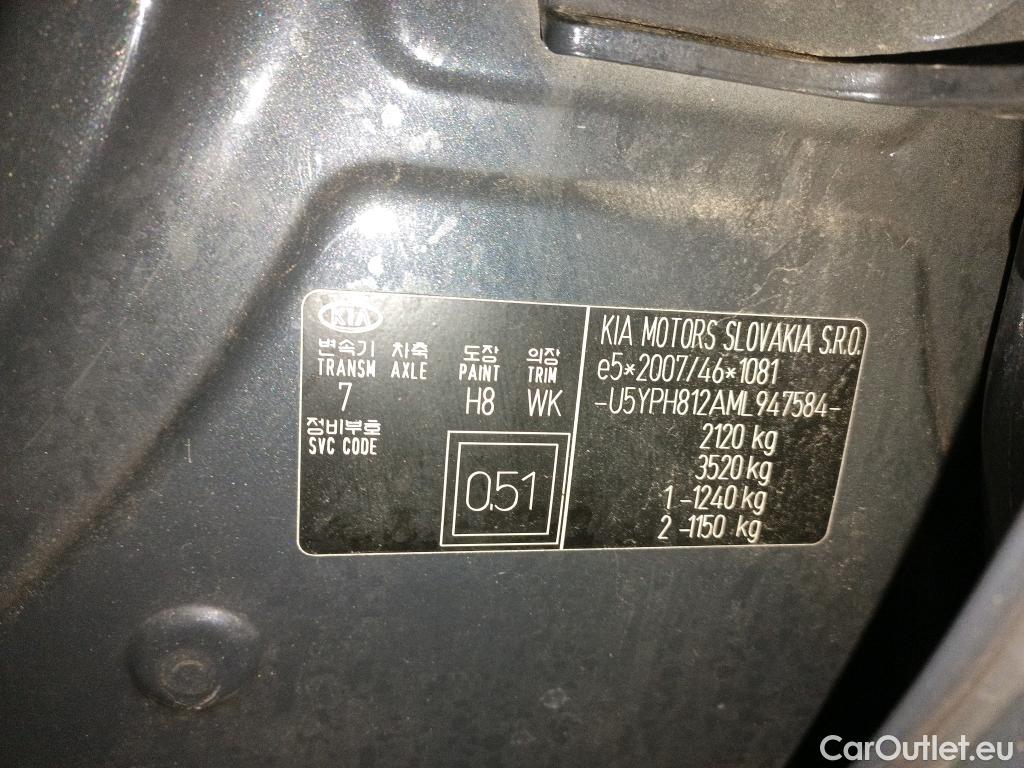 KIA
변속기 차축 도장 의장
TRANSM AXLE PAINT TRIM
7 H8 WK
정비부호
SVC CODE
0.51
KIA MOTORS SLOVAKIA S.R.O.
e5*2007/46*1081
-U5YPH812AML947584-
2120 kg
3520 kg
1 -1240 kg
2 -1150 kg
CarOutlet.eu